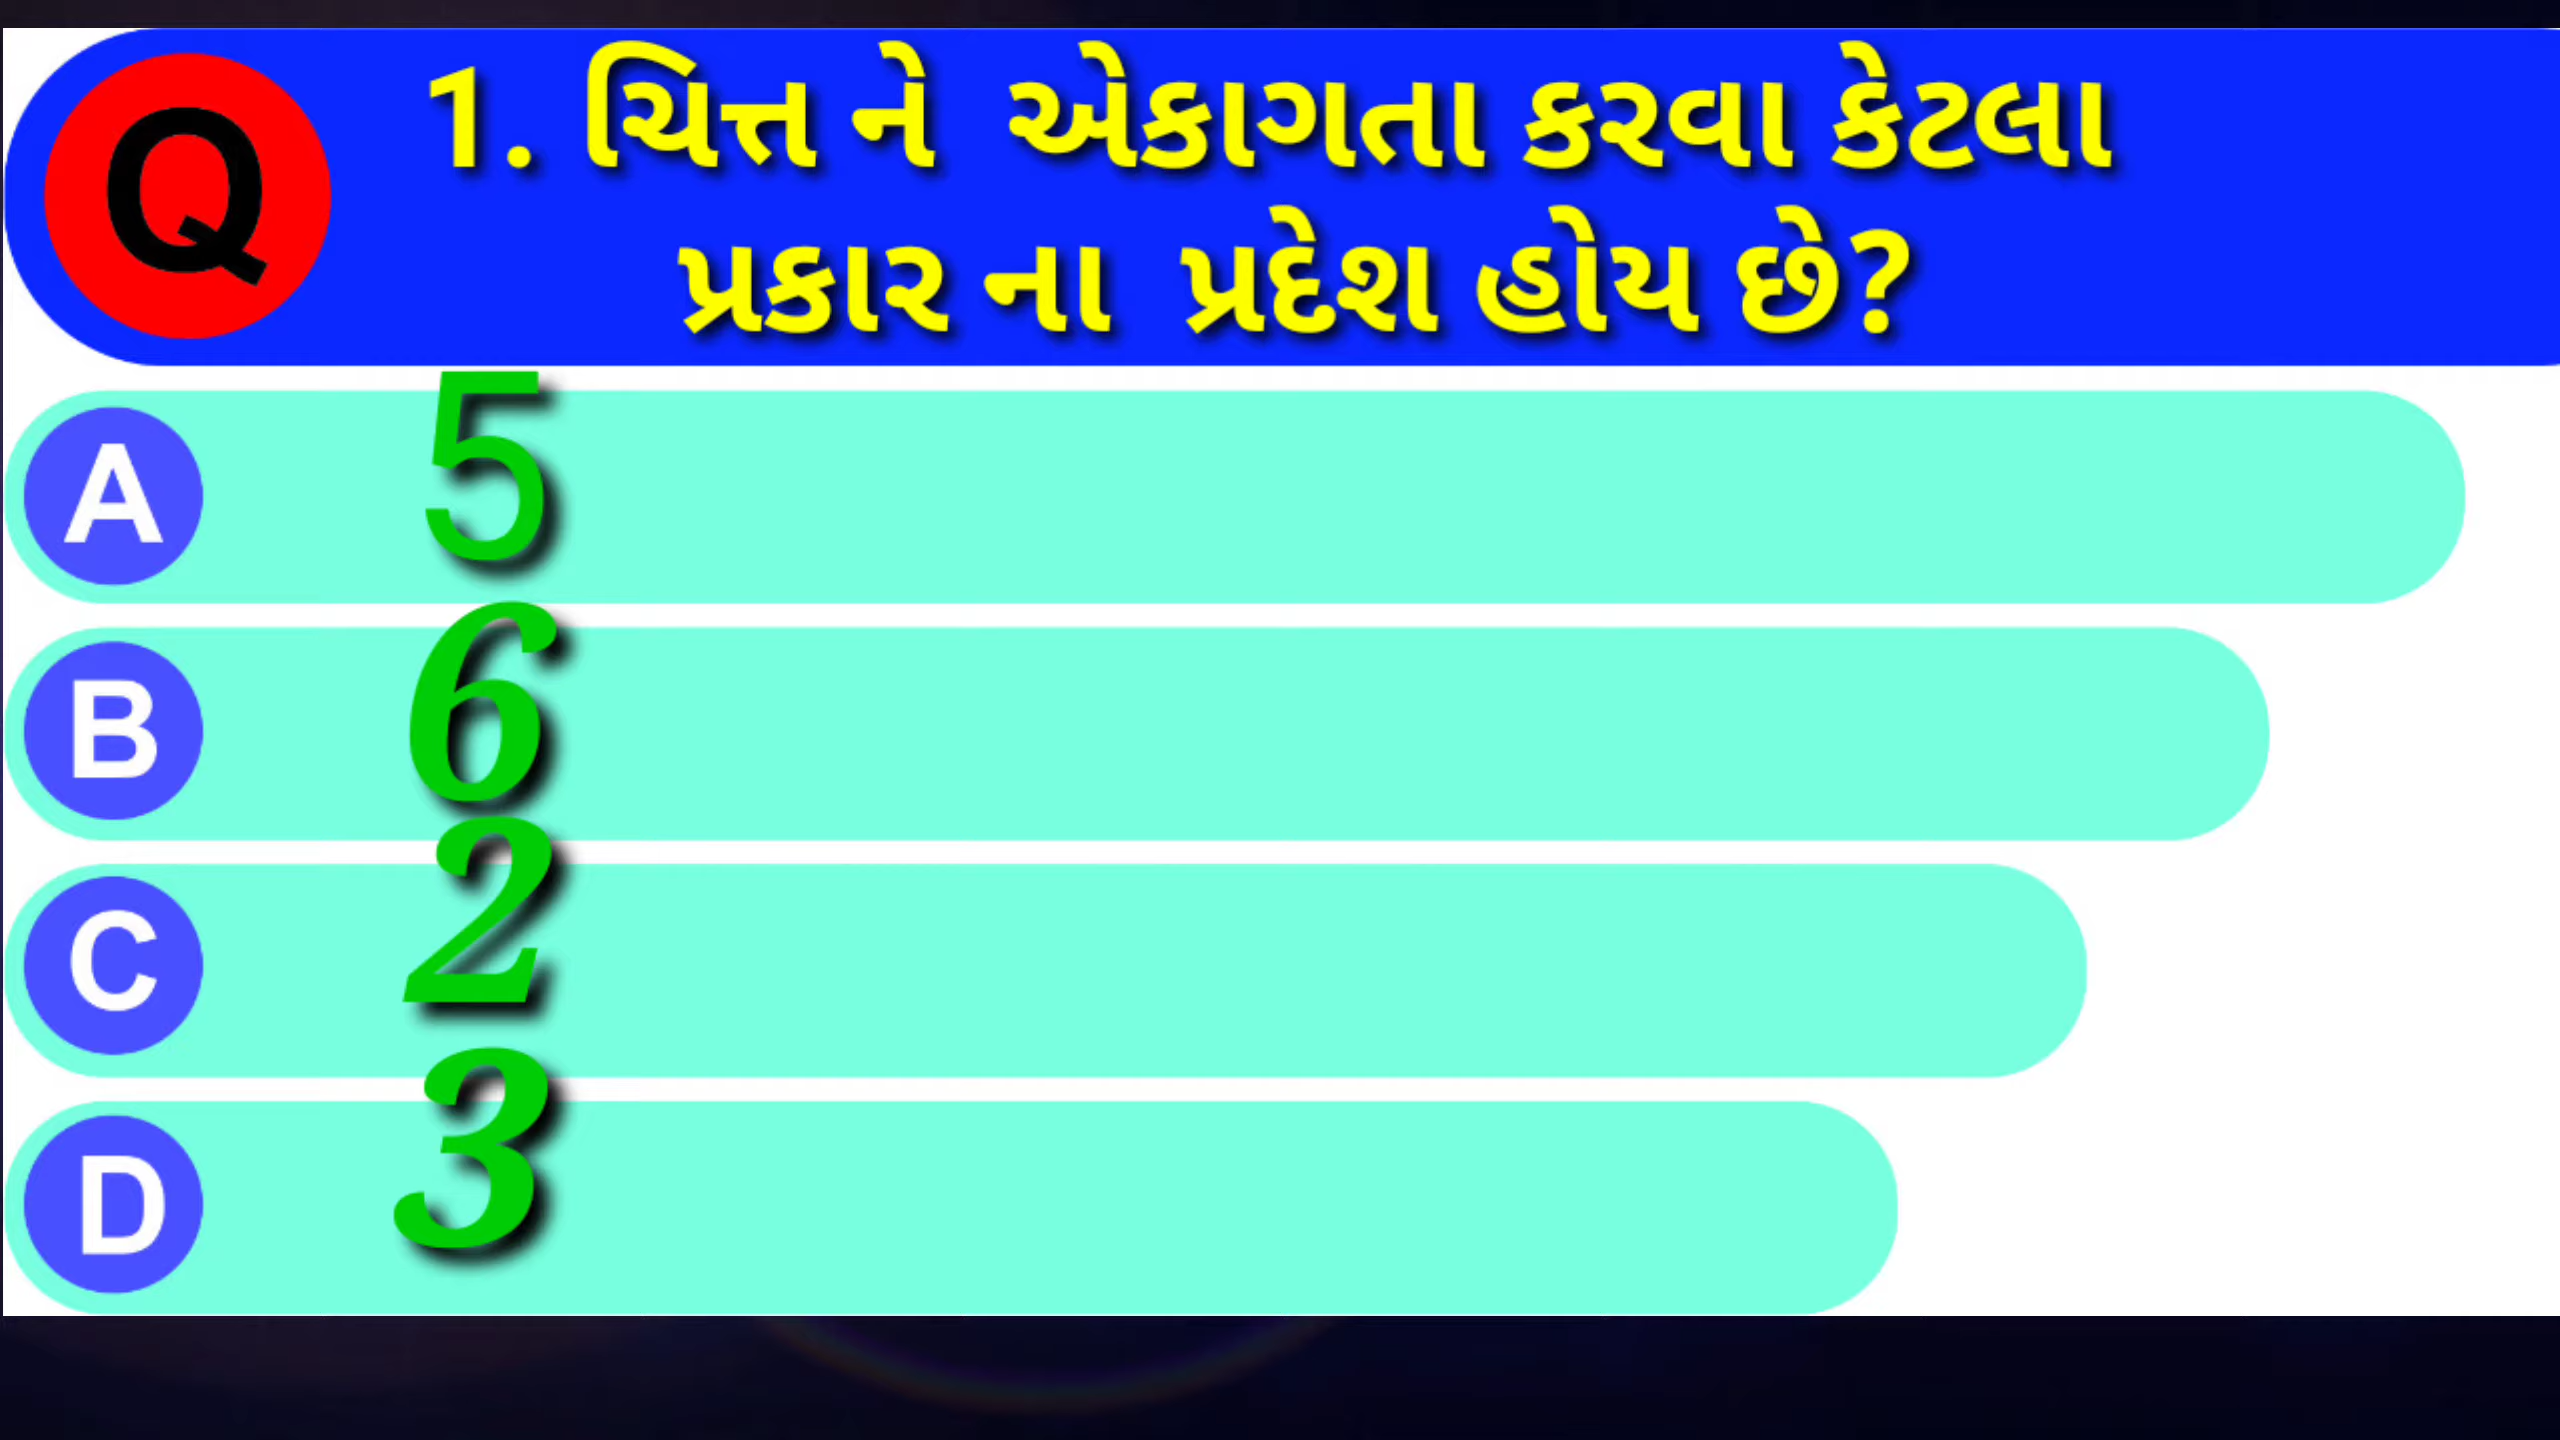 Q
1. ચિત્ત ને એકાગતા કરવા કેટલા
પ્રકાર ના પ્રદેશ હોય છે?
A 5
B 6
C 2
D 3